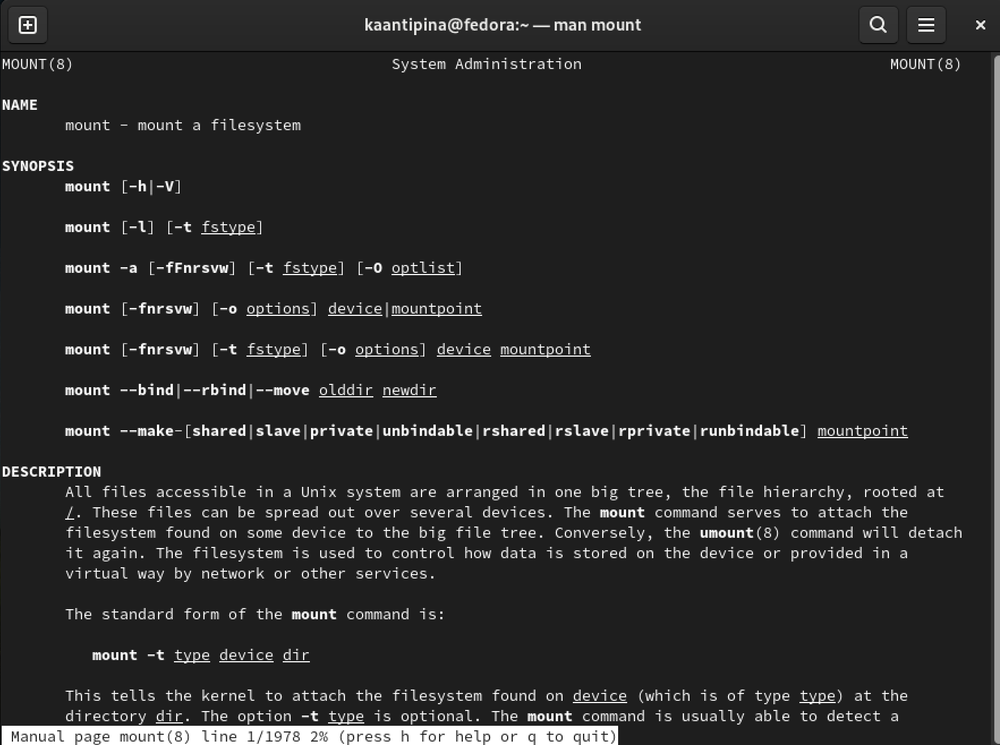 kaantipina@fedora:~ — man mount
MOUNT(8) System Administration MOUNT(8)
NAME
mount - mount a filesystem
SYNOPSIS
mount [-h|-V]
mount [-l] [-t fstype]
mount -a [-fFnrsvw] [-t fstype] [-O optlist]
mount [-fnrsvw] [-o options] device|mountpoint
mount [-fnrsvw] [-t fstype] [-o options] device mountpoint
mount --bind|--rbind|--move olddir newdir
mount --make-[shared|slave|private|unbindable|rshared|rslave|rprivate|runbindable] mountpoint
DESCRIPTION
All files accessible in a Unix system are arranged in one big tree, the file hierarchy, rooted at
/. These files can be spread out over several devices. The mount command serves to attach the
filesystem found on some device to the big file tree. Conversely, the umount(8) command will detach
it again. The filesystem is used to control how data is stored on the device or provided in a
virtual way by network or other services.
The standard form of the mount command is:
mount -t type device dir
This tells the kernel to attach the filesystem found on device (which is of type type) at the
directory dir. The option -t type is optional. The mount command is usually able to detect a
Manual page mount(8) line 1/1978 2% (press h for help or q to quit)